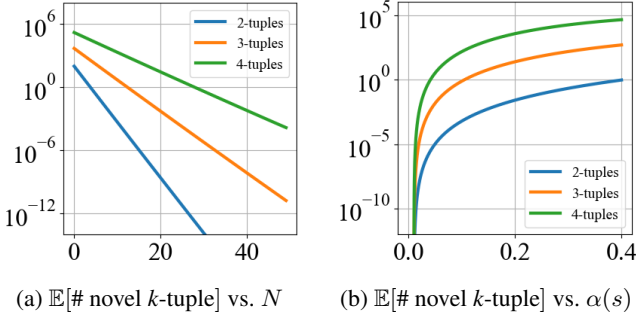 10^6
10^0
10^−6
10^−12
0
20
40
2-tuples
3-tuples
4-tuples
(a) 𝔼[# novel k-tuple] vs. N
10^5
10^0
10^−5
10^−10
0.0
0.2
0.4
2-tuples
3-tuples
4-tuples
(b) 𝔼[# novel k-tuple] vs. α(s)